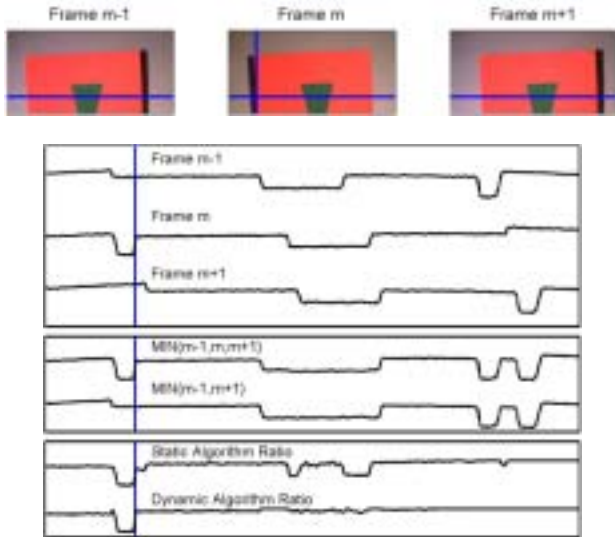 Frame m-1
Frame m
Frame m+1
Frame m-1
Frame m
Frame m+1
MIN(m-1,m,m+1)
MIN(m-1,m+1)
Static Algorithm Ratio
Dynamic Algorithm Ratio